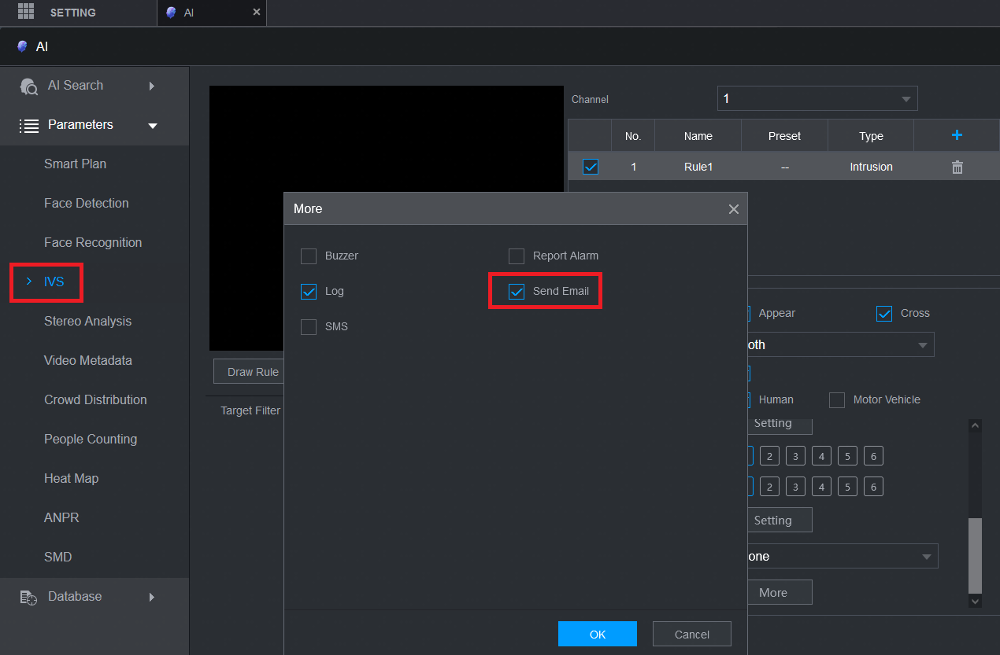 SETTING
AI
AI
AI Search
Parameters
Smart Plan
Face Detection
Face Recognition
IVS
Stereo Analysis
Video Metadata
Crowd Distribution
People Counting
Heat Map
ANPR
SMD
Database
Channel 1
No. Name Preset Type +
1 Rule1 -- Intrusion
More
Buzzer Report Alarm
Log Send Email
SMS
OK Cancel
Draw Rule
Target Filter
Appear Cross
oth
Human Motor Vehicle
Setting
2 3 4 5 6
2 3 4 5 6
Setting
one
More